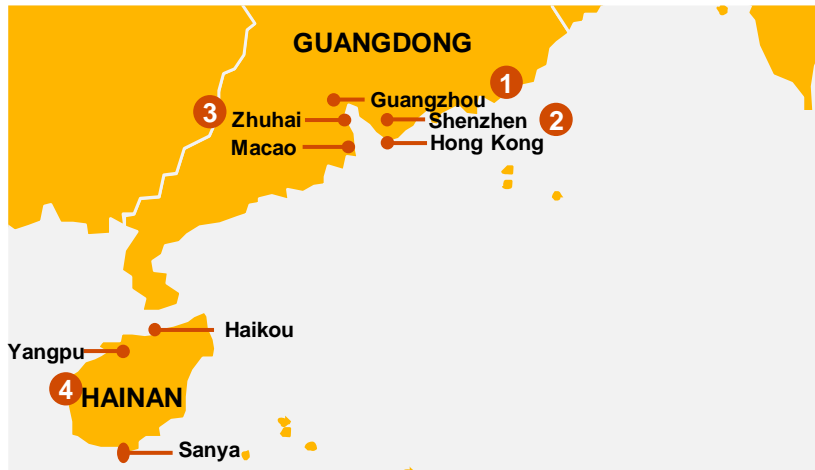 GUANGDONG
1
Guangzhou
3
Zhuhai
Shenzhen
2
Macao
Hong Kong
Haikou
Yangpu
4
HAINAN
Sanya